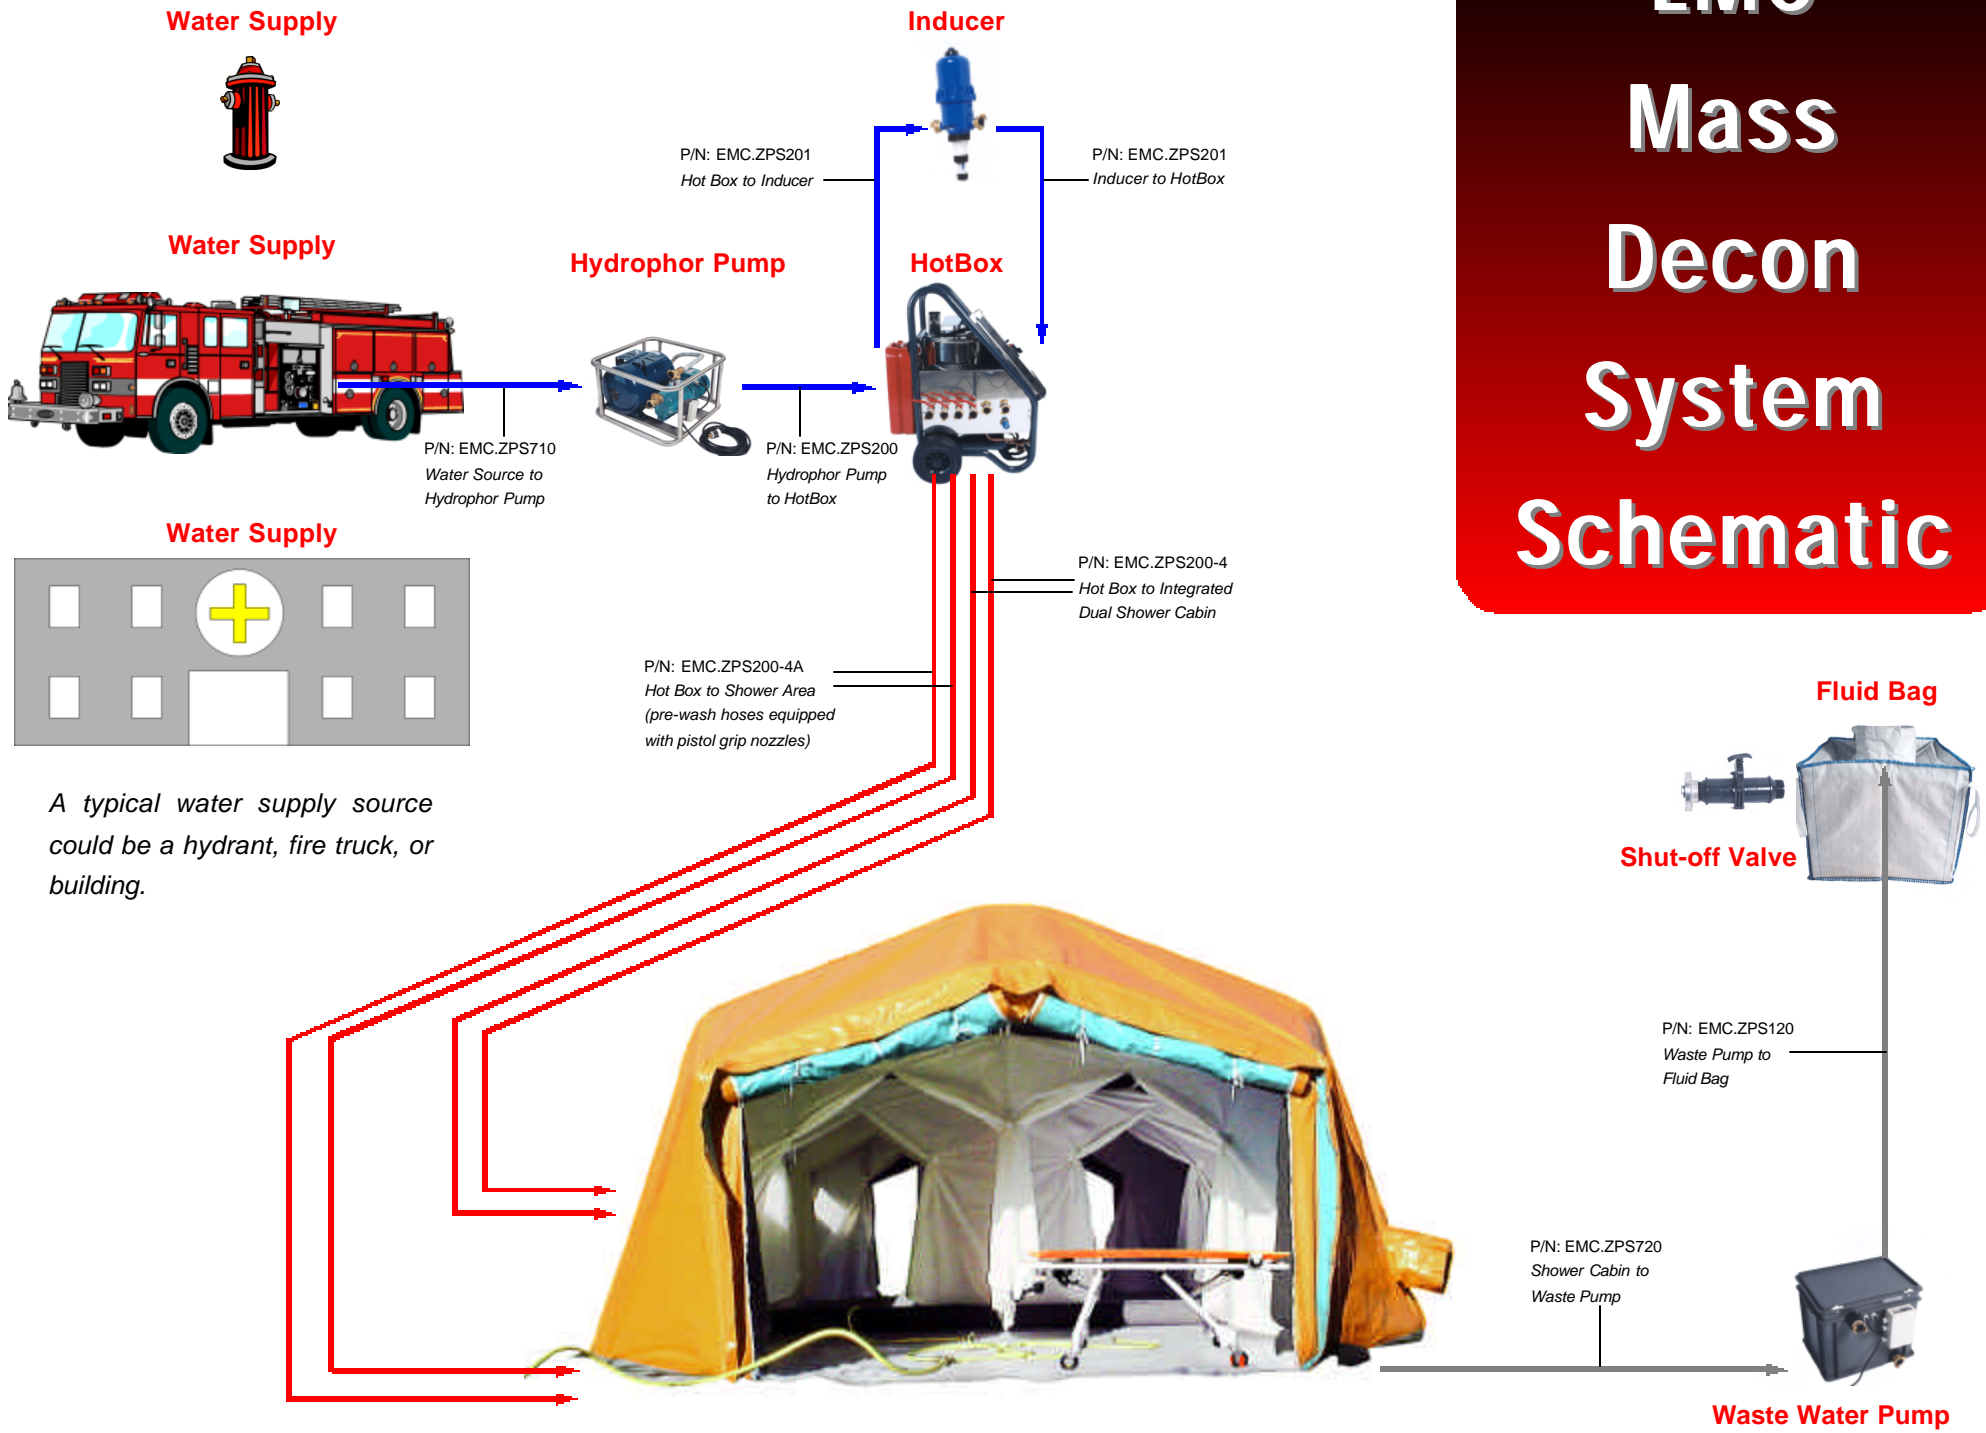 Water Supply
Inducer
EMC
Mass
Decon
System
Schematic
P/N: EMC.ZPS201
Hot Box to Inducer
P/N: EMC.ZPS201
Inducer to HotBox
Water Supply
Hydrophor Pump
HotBox
P/N: EMC.ZPS710
Water Source to
Hydrophor Pump
P/N: EMC.ZPS200
Hydrophor Pump
to HotBox
Water Supply
P/N: EMC.ZPS200-4
Hot Box to Integrated
Dual Shower Cabin
P/N: EMC.ZPS200-4A
Hot Box to Shower Area
(pre-wash hoses equipped
with pistol grip nozzles)
A typical water supply source
could be a hydrant, fire truck, or
building.
Fluid Bag
Shut-off Valve
P/N: EMC.ZPS120
Waste Pump to
Fluid Bag
P/N: EMC.ZPS720
Shower Cabin to
Waste Pump
Waste Water Pump